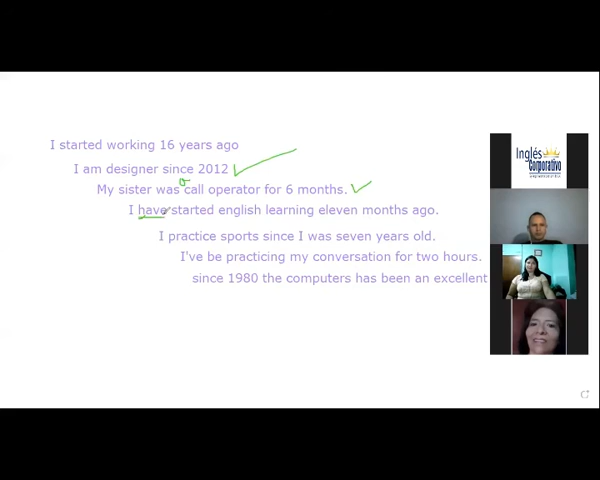 I started working 16 years ago
I am designer since 2012
a
My sister was call operator for 6 months.
I have started english learning eleven months ago.
I practice sports since I was seven years old.
I've be practicing my conversation for two hours.
since 1980 the computers has been an excellent
Inglés
Corporativo